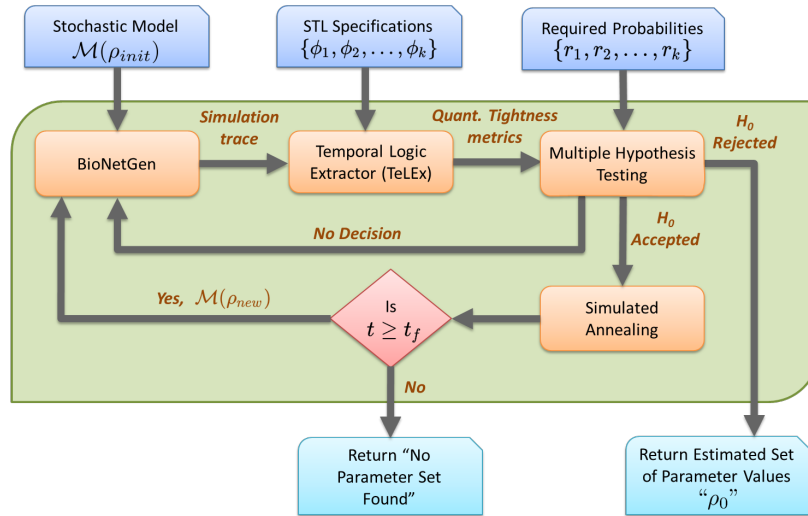 Stochastic Model
ℳ(ρ_init)
STL Specifications
{ϕ₁, ϕ₂, . . . , ϕₖ}
Required Probabilities
{r₁, r₂, . . . , rₖ}
Simulation
trace
Quant. Tightness
metrics
H₀
Rejected
BioNetGen
Temporal Logic
Extractor (TeLEx)
Multiple Hypothesis
Testing
No Decision
H₀
Accepted
Yes, ℳ(ρ_new)
Is
t ≥ t_f
Simulated
Annealing
No
Return “No
Parameter Set
Found”
Return Estimated Set
of Parameter Values
“ρ₀”